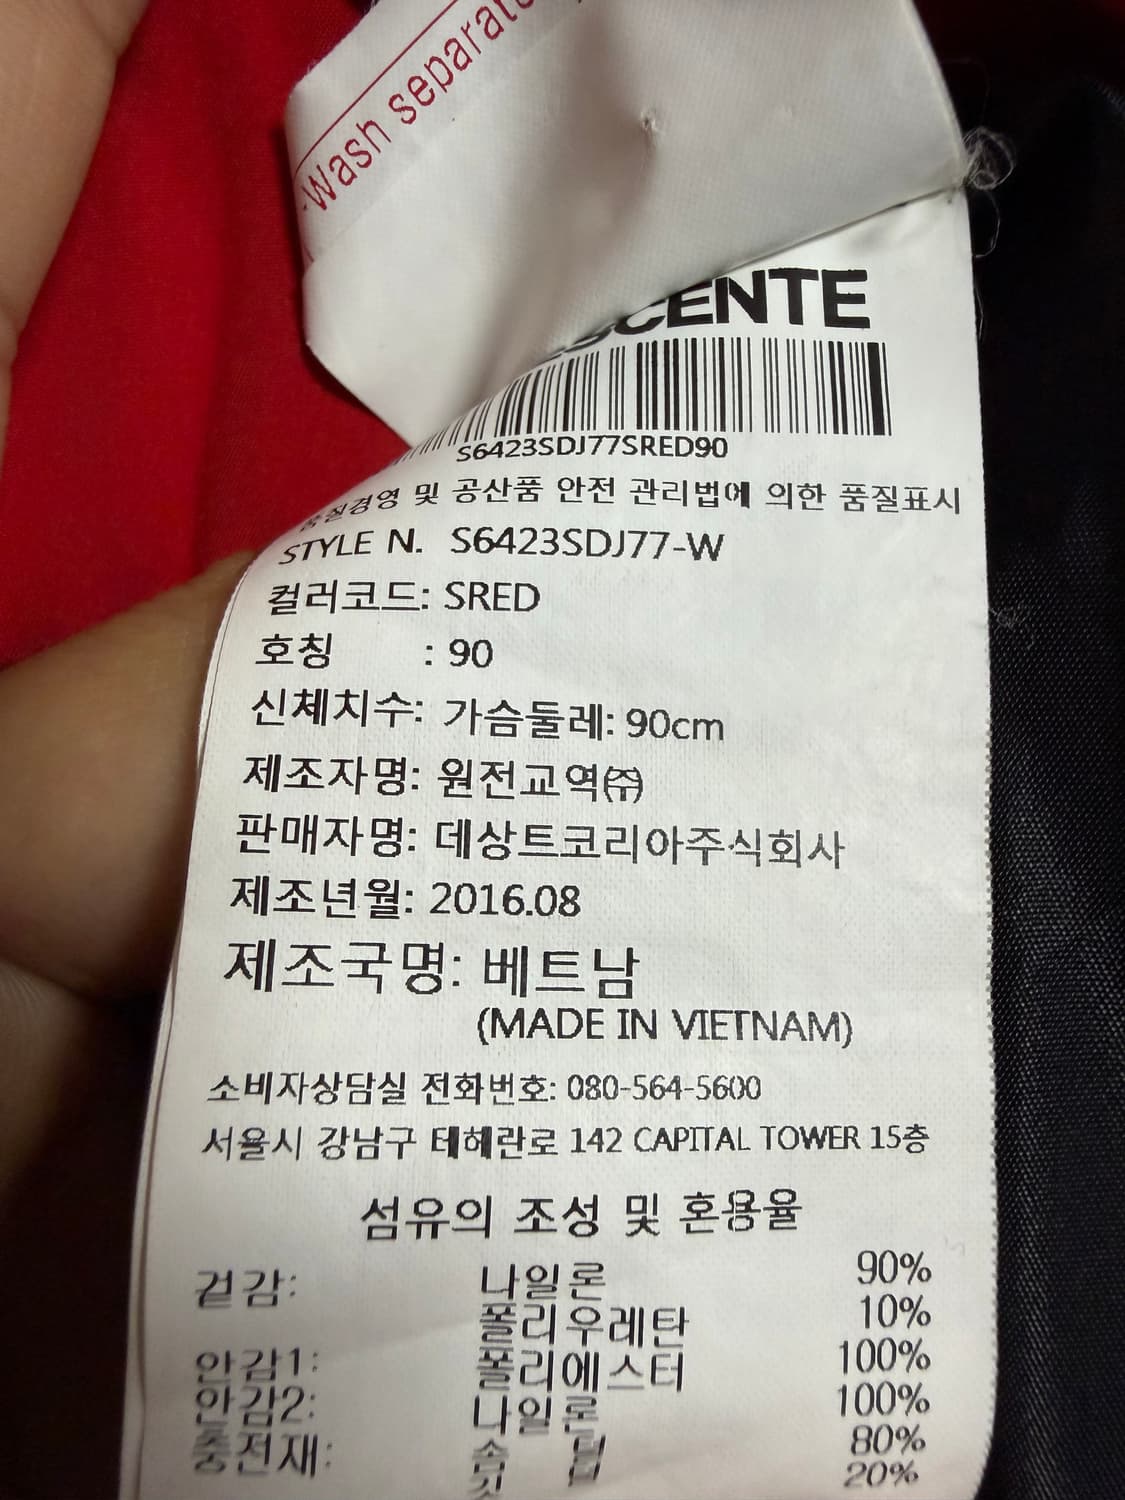 -Wash separat
CENTE
S6423SDJ77SRED90
품질경영 및 공산품 안전 관리법에 의한 품질표시
STYLE N. S6423SDJ77-W
컬러코드: SRED
호칭 : 90
신체치수: 가슴둘레: 90cm
제조자명: 원전교역㈜
판매자명: 데상트코리아주식회사
제조년월: 2016.08
제조국명: 베트남
(MADE IN VIETNAM)
소비자상담실 전화번호: 080-564-5600
서울시 강남구 테헤란로 142 CAPITAL TOWER 15층
섬유의 조성 및 혼용율
겉감: 나일론 90%
폴리우레탄 10%
안감1: 폴리에스터 100%
안감2: 나일론 100%
충전재: 솜털 80%
20%